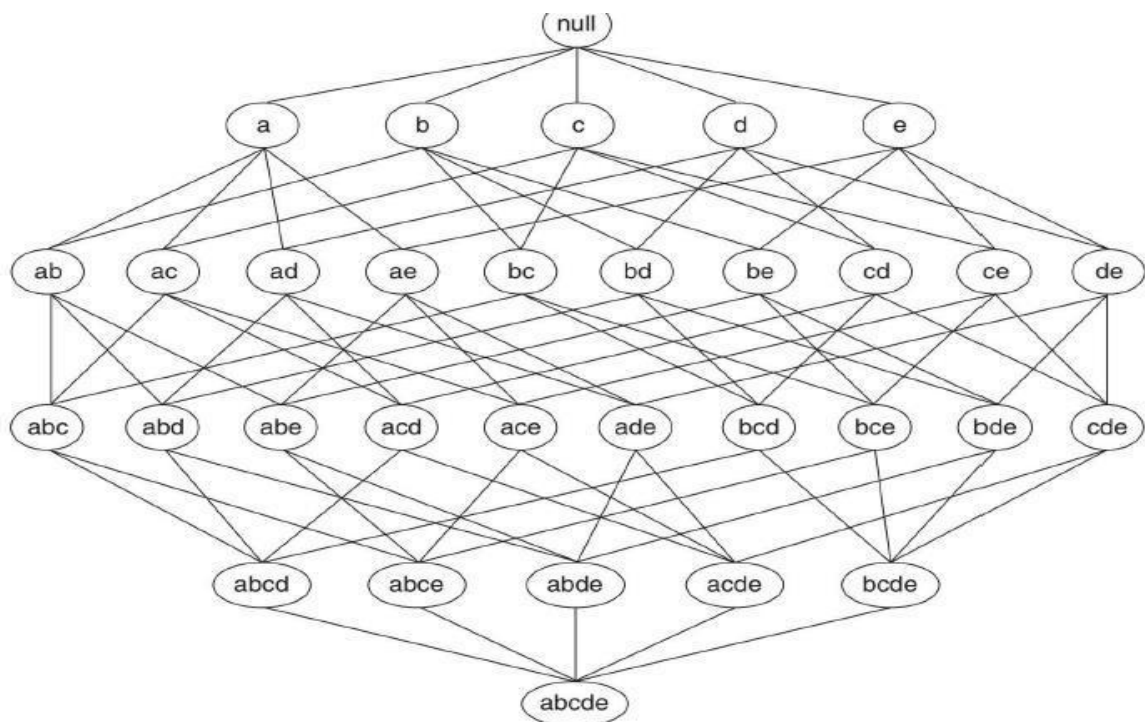 null
a b c d e
ab ac ad ae bc bd be cd ce de
abc abd abe acd ace ade bcd bce bde cde
abcd abce abde acde bcde
abcde